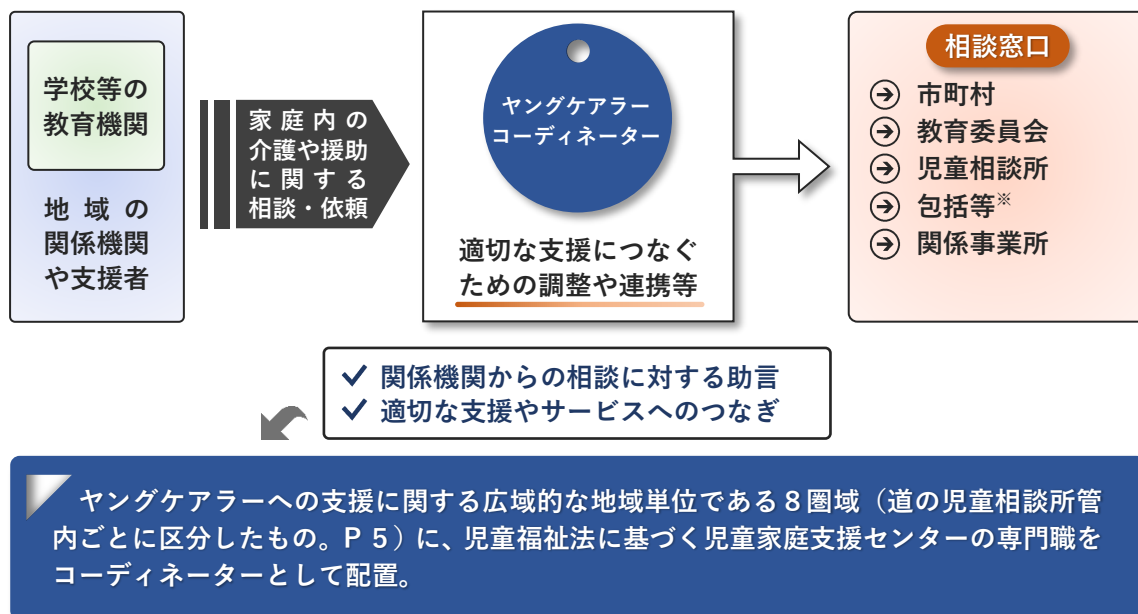 学校等の
教育機関
地域の
関係機関
や支援者
家庭内の
介護や援助
に関する
相談・依頼
ヤングケアラー
コーディネーター
適切な支援につなぐ
ための調整や連携等
相談窓口
市町村
教育委員会
児童相談所
包括等※
関係事業所
関係機関からの相談に対する助言
適切な支援やサービスへのつなぎ
ヤングケアラーへの支援に関する広域的な地域単位である８圏域（道の児童相談所管
内ごとに区分したもの。Ｐ５）に、児童福祉法に基づく児童家庭支援センターの専門職を
コーディネーターとして配置。